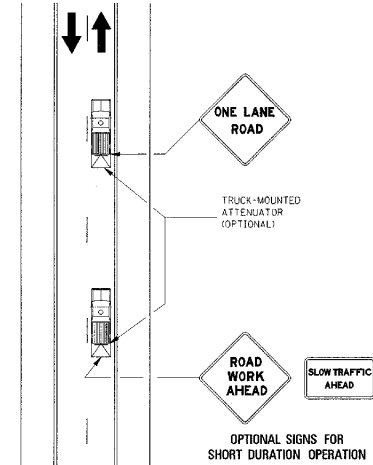 ONE LANE
ROAD
TRUCK-MOUNTED
ATTENUATOR
(OPTIONAL)
ROAD
WORK
AHEAD
SLOW TRAFFIC
AHEAD
OPTIONAL SIGNS FOR
SHORT DURATION OPERATION